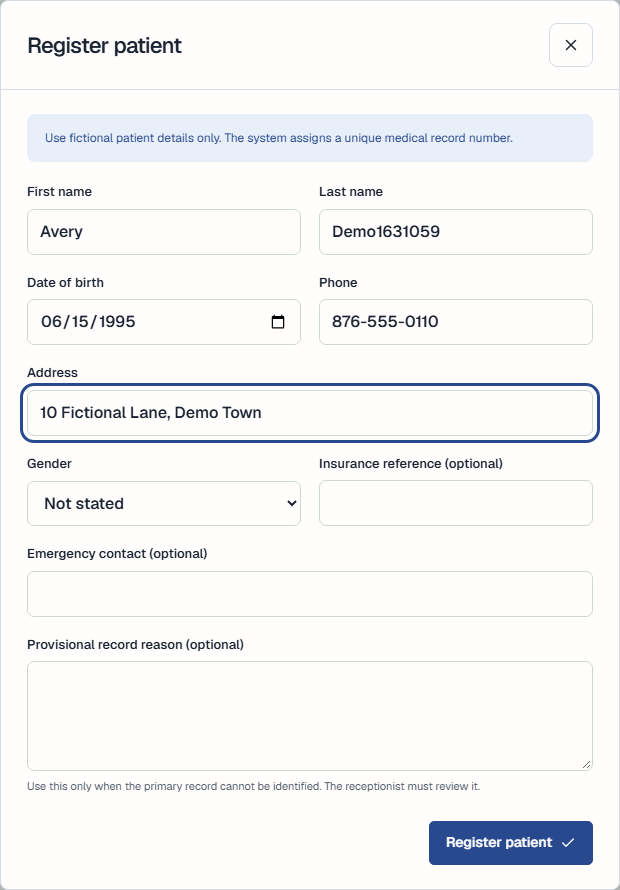 Register patient
Use fictional patient details only. The system assigns a unique medical record number.
First name
Last name
Avery
Demo1631059
Date of birth
Phone
06/15/1995
876-555-0110
Address
10 Fictional Lane, Demo Town
Gender
Insurance reference (optional)
Not stated
Emergency contact (optional)
Provisional record reason (optional)
Use this only when the primary record cannot be identified. The receptionist must review it.
Register patient